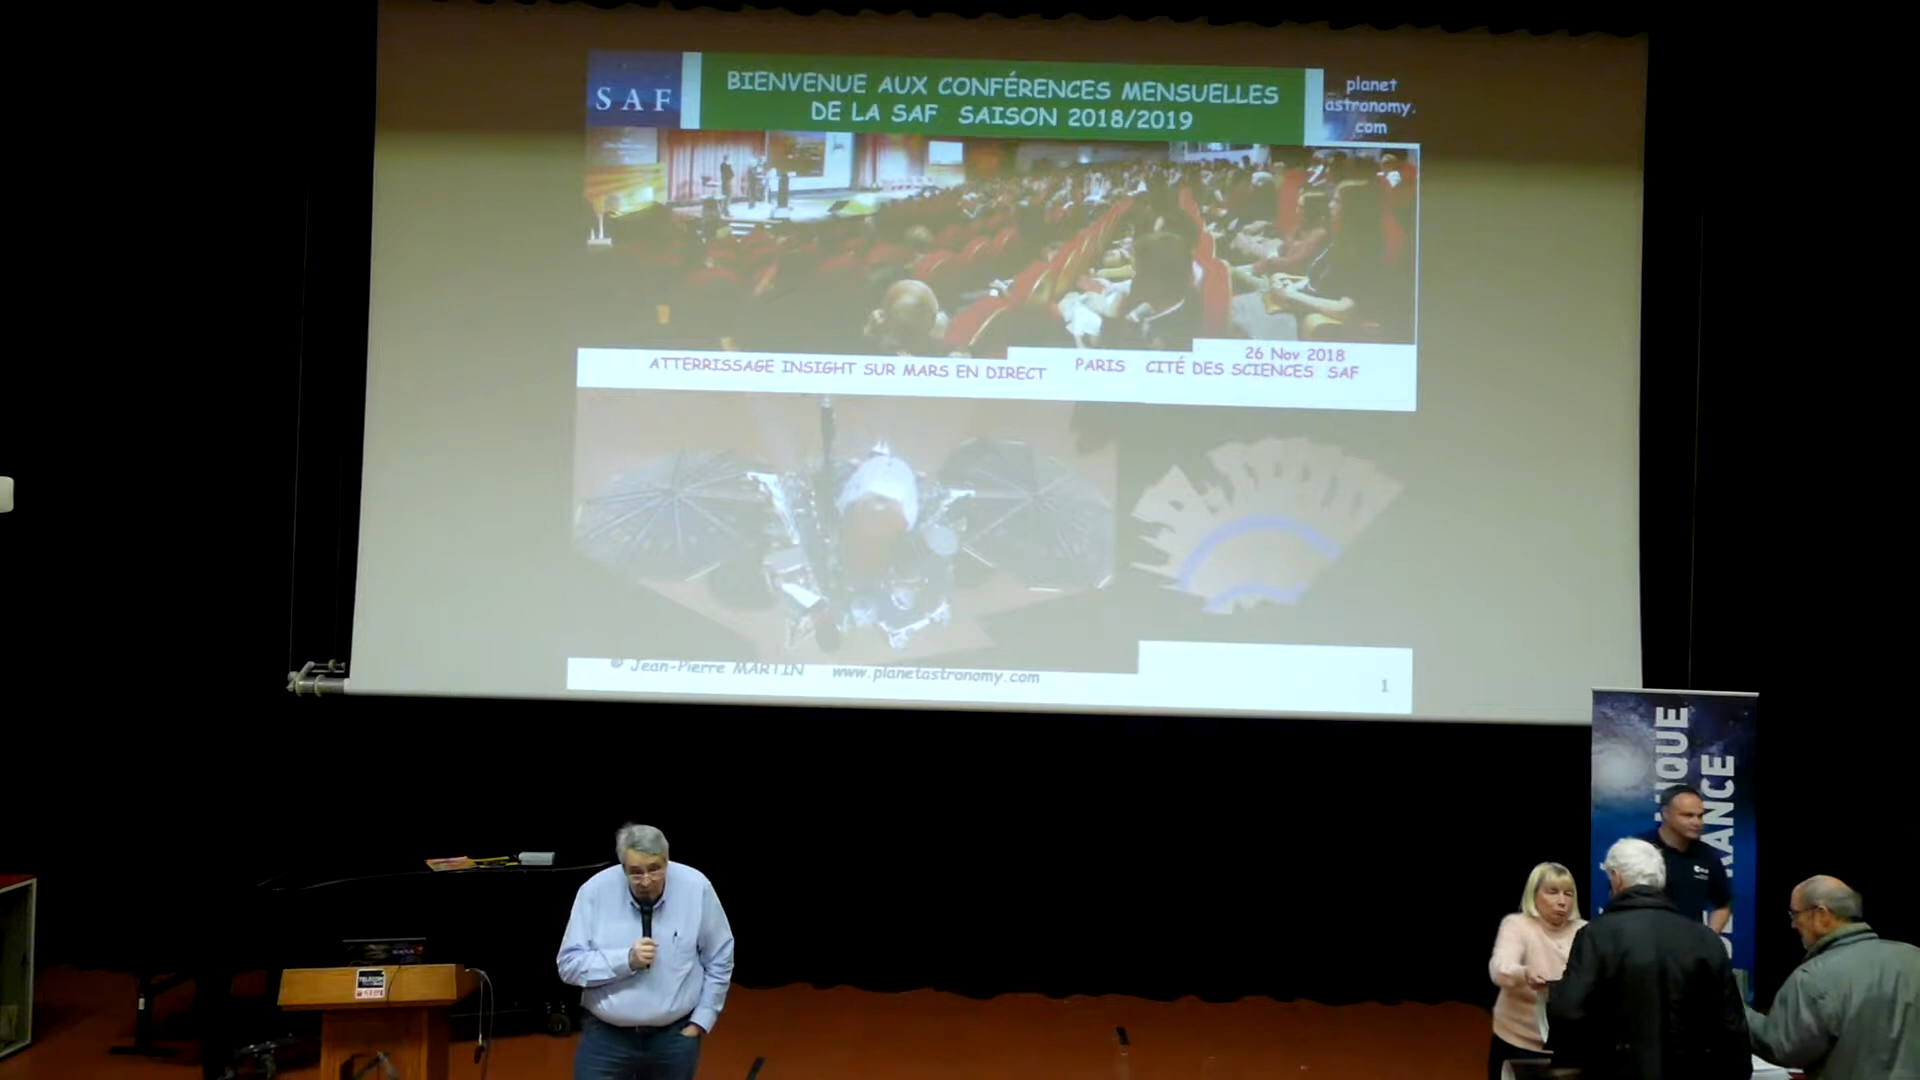 SAF
BIENVENUE AUX CONFÉRENCES MENSUELLES
DE LA SAF SAISON 2018/2019
planet
astronomy.
com
ATTERRISSAGE INSIGHT SUR MARS EN DIRECT
26 Nov 2018
PARIS CITÉ DES SCIENCES SAF
© Jean-Pierre MARTIN www.planetastronomy.com
1